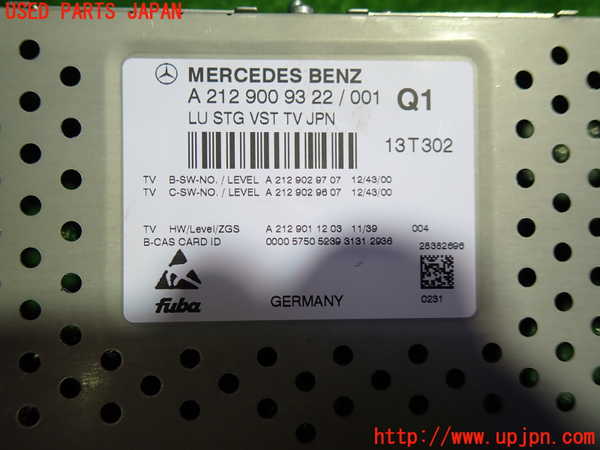 USED PARTS JAPAN
MERCEDES BENZ
A 212 900 93 22 / 001 Q1
LU STG VST TV JPN
13T302
TV B-SW-NO. / LEVEL A 212 902 97 07 12/43/00
TV C-SW-NO. / LEVEL A 212 902 96 07 12/43/00
TV HW/Level/ZGS A 212 901 12 03 11/39 004
B-CAS CARD ID 0000 5750 5239 3131 2936
28382696
fuba
GERMANY
0231
http://www.upjpn.com/